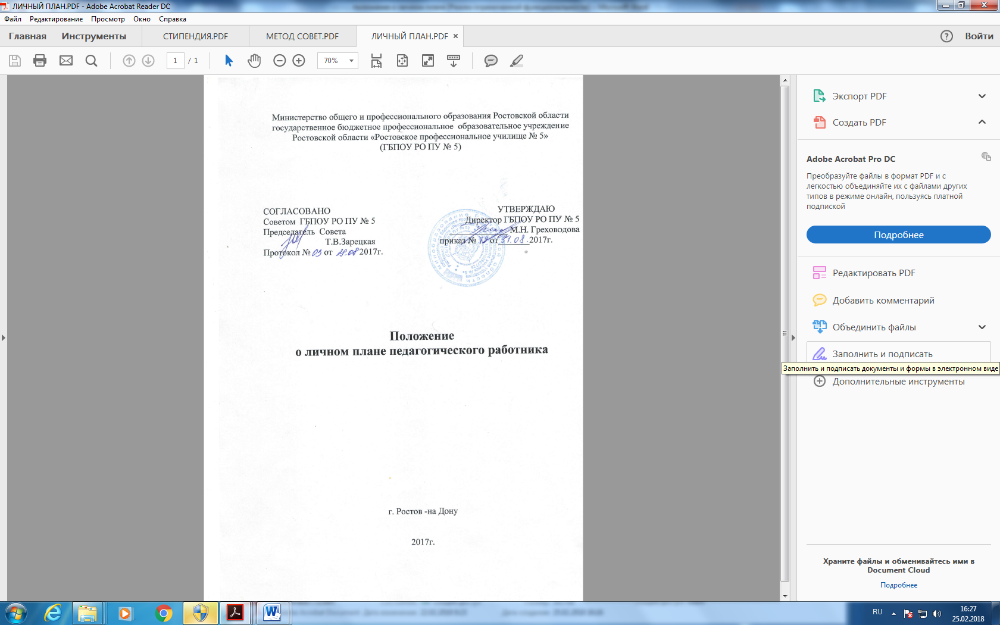 ЛИЧНЫЙ ПЛАН.PDF - Adobe Acrobat Reader DC
Файл Редактирование Просмотр Окно Справка
Главная Инструменты СТИПЕНДИЯ.PDF МЕТОД СОВЕТ.PDF ЛИЧНЫЙ ПЛАН.PDF × ? Войти
1 / 1 70%
Министерство общего и профессионального образования Ростовской области
государственное бюджетное профессиональное образовательное учреждение
Ростовской области «Ростовское профессиональное училище № 5»
(ГБПОУ РО ПУ № 5)
СОГЛАСОВАНО
Советом ГБПОУ РО ПУ № 5
Председатель Совета
Т.В.Зарецкая
Протокол № 03 от 29.08 2017г.
УТВЕРЖДАЮ
Директор ГБПОУ РО ПУ № 5
М.Н. Греховодова
приказ № от 31.08.2017г.
Положение
о личном плане педагогического работника
г. Ростов -на Дону
2017г.
Экспорт PDF
Создать PDF
Adobe Acrobat Pro DC
Преобразуйте файлы в формат PDF и с
легкостью объединяйте их с файлами других
типов в режиме онлайн, пользуясь платной
подпиской
Подробнее
Редактировать PDF
Добавить комментарий
Объединить файлы
Заполнить и подписать
Заполнить и подписать документы и формы в электронном виде
Дополнительные инструменты
Храните файлы и обменивайтесь ими в
Document Cloud
Подробнее
RU
16:27
25.02.2018